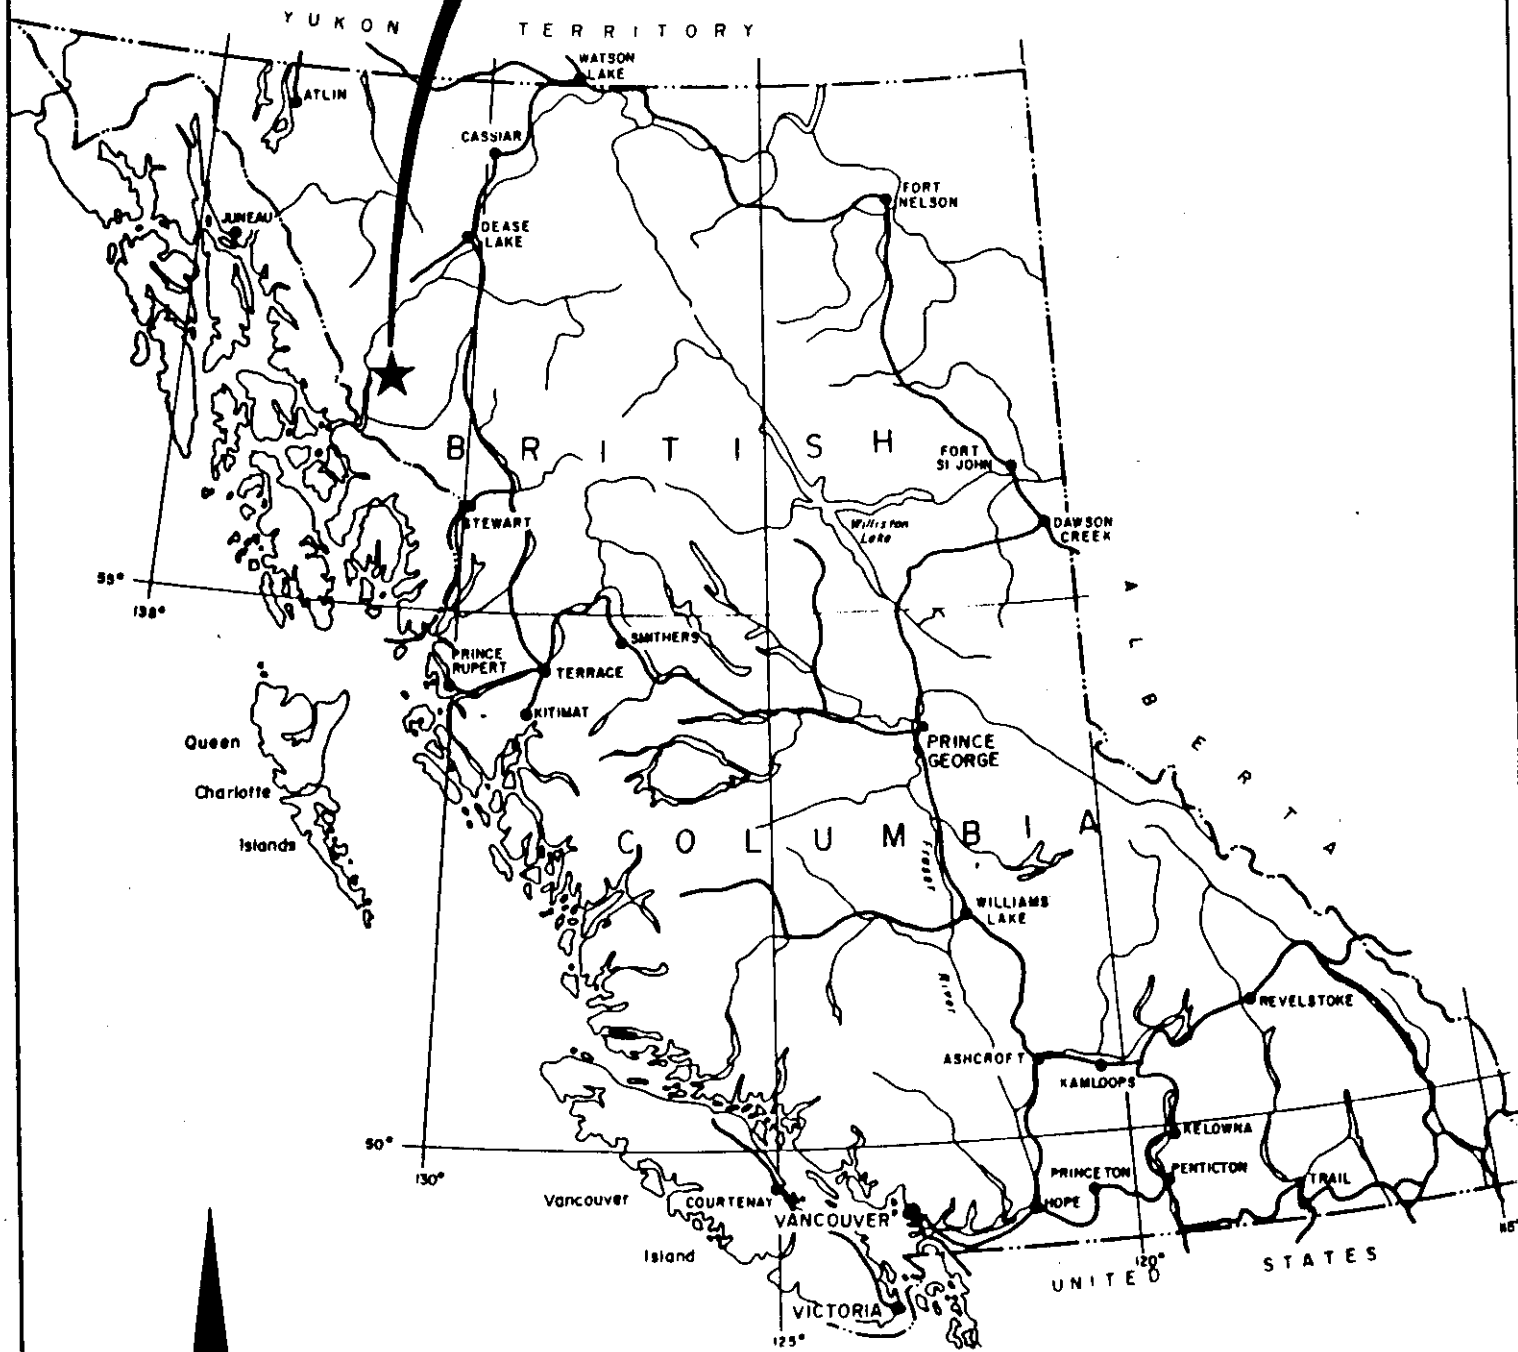 YUKON TERRITORY
WATSON
LAKE
ATLIN
CASSIAR
FORT
NELSON
JUNEAU
DEASE
LAKE
BRITISH
FORT
ST JOHN
STEWART
Williston
Lake
DAWSON
CREEK
55°
138°
ALBERTA
SMITHERS
PRINCE
RUPERT
TERRACE
KITIMAT
Queen
Charlotte
Islands
PRINCE
GEORGE
COLUMBIA
Fraser
River
WILLIAMS
LAKE
REVELSTOKE
ASHCROFT
KAMLOOPS
KELOWNA
50°
130°
PRINCETON
PENTICTON
TRAIL
Vancouver
Island
COURTENAY
VANCOUVER
HOPE
120°
115°
UNITED STATES
VICTORIA
125°